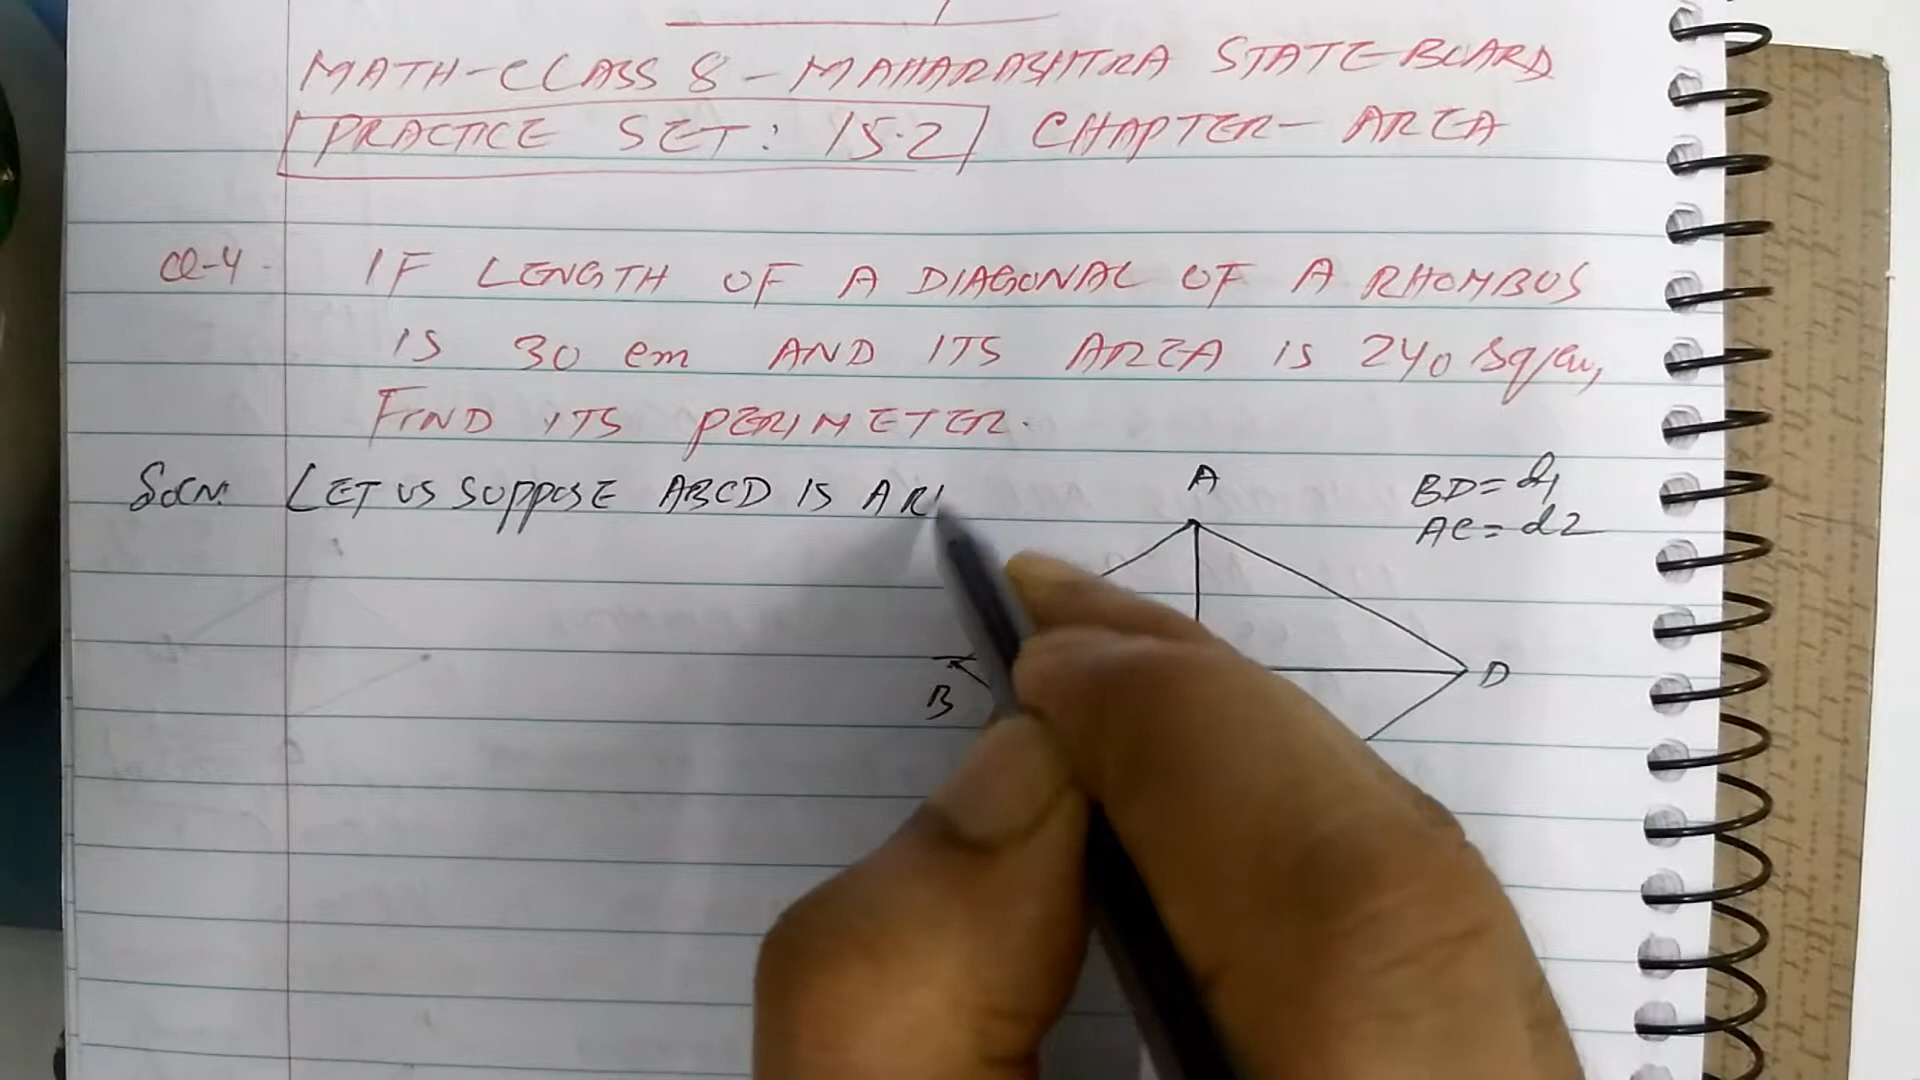 MATH-CLASS 8 - MAHARASHTRA STATE BOARD
PRACTICE SET: 15.2 CHAPTER- AREA
Q-4. IF LENGTH OF A DIAGONAL OF A RHOMBUS
IS 30 cm AND ITS AREA IS 240 sq/cm,
FIND ITS PERIMETER.
SOLN. LET US SUPPOSE ABCD IS A RH
A
BD = d1
AC = d2
B
D